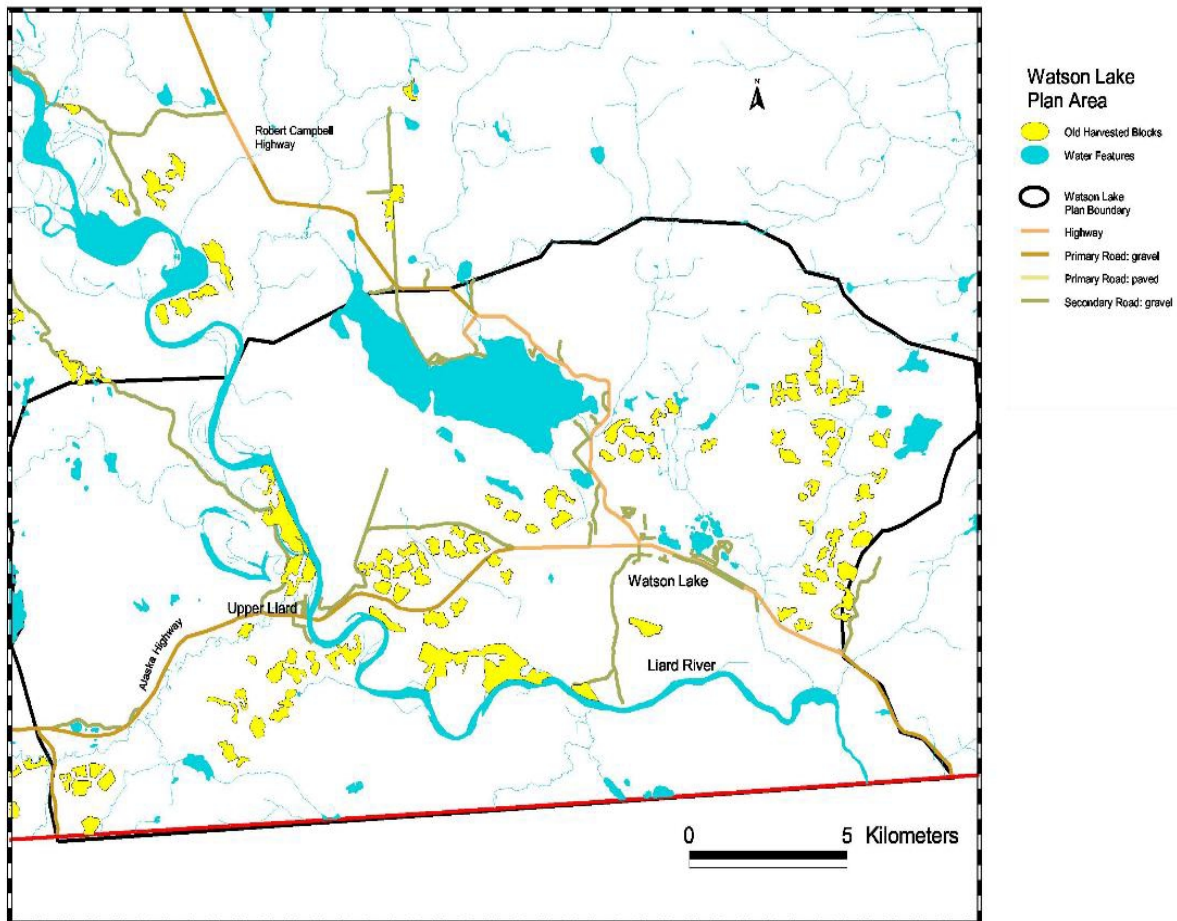 Robert Campbell
Highway
N
Watson Lake
Upper Liard
Alaska Highway
Liard River
0 5 Kilometers
Watson Lake
Plan Area
Old Harvested Blocks
Water Features
Watson Lake
Plan Boundary
Highway
Primary Road: gravel
Primary Road: paved
Secondary Road: gravel